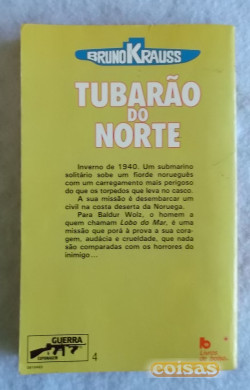 BRUNO KRAUSS
TUBARÃO
DO
NORTE
Inverno de 1940. Um submarino
solitário sobe um fiorde norueguês
com um carregamento mais perigoso
do que os torpedos que leva no casco.
A sua missão é desembarcar um
civil na costa deserta da Noruega.
Para Baldur Wolz, o homem a
quem chamam Lobo do Mar, é uma
missão que porá à prova a sua cora-
gem, audácia e crueldade, que nada
são comparadas com os horrores do
inimigo...
GUERRA
4
coisas